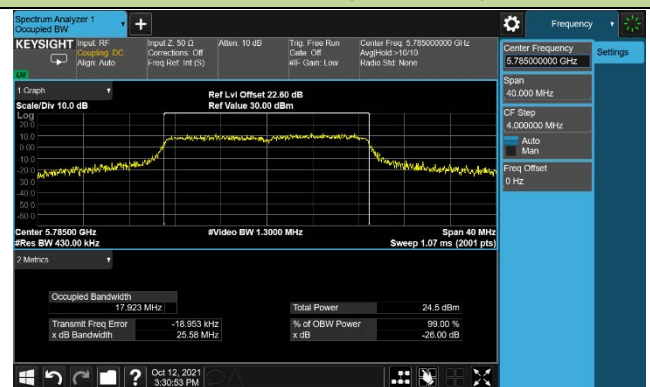 Spectrum Analyzer 1
Occupied BW
Frequency
KEYSIGHT
Input: RF
Coupling: DC
Align: Auto
Input Z: 50 Ω
Corrections: Off
Freq Ref: Int (S)
Atten: 10 dB
Trig: Free Run
Gate: Off
#IF Gain: Low
Center Freq: 5.785000000 GHz
Avg|Hold:>10/10
Radio Std: None
LXI
Center Frequency
5.785000000 GHz
Settings
Span
40.000 MHz
CF Step
4.000000 MHz
Auto
Man
Freq Offset
0 Hz
1 Graph
Scale/Div 10.0 dB
Ref Lvl Offset 22.60 dB
Ref Value 30.00 dBm
Log
20.0
10.0
0.00
-10.0
-20.0
-30.0
-40.0
-50.0
-60.0
Center 5.78500 GHz
#Video BW 1.3000 MHz
Span 40 MHz
#Res BW 430.00 kHz
Sweep 1.07 ms (2001 pts)
2 Metrics
Occupied Bandwidth
17.923 MHz
Total Power 24.5 dBm
Transmit Freq Error -18.953 kHz
% of OBW Power 99.00 %
x dB Bandwidth 25.58 MHz
x dB -26.00 dB
?
Oct 12, 2021
3:30:53 PM